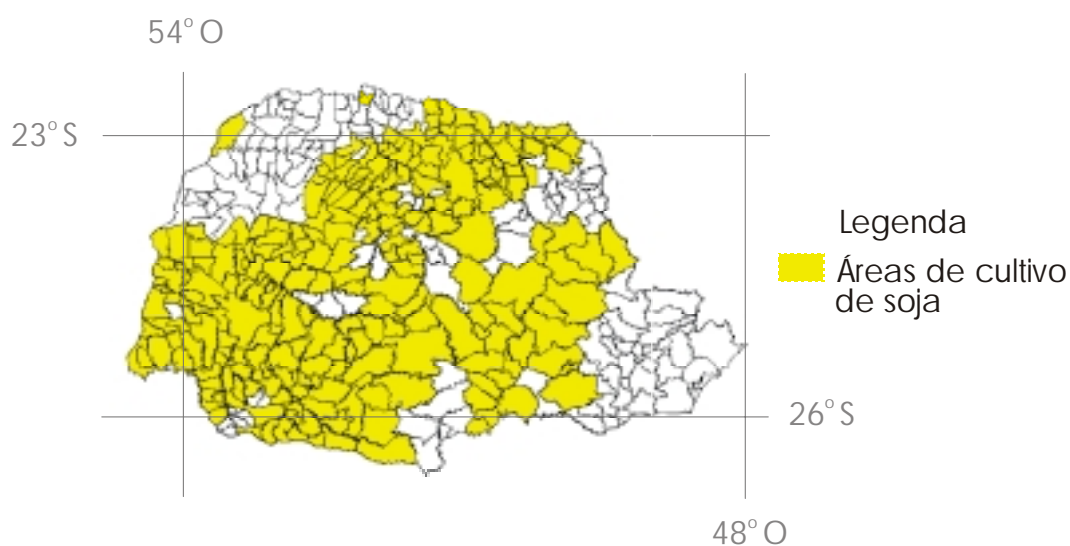 54° O
23° S
Legenda
Áreas de cultivo
de soja
26° S
48° O